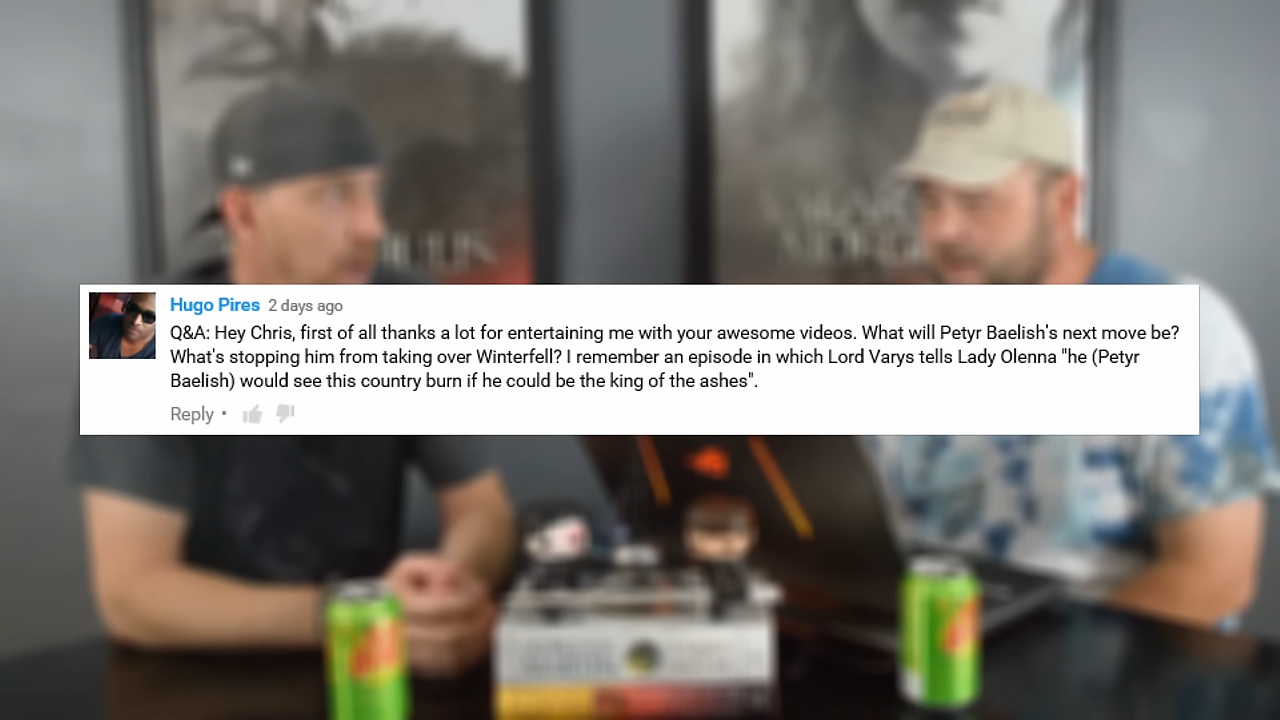 Hugo Pires 2 days ago
Q&A: Hey Chris, first of all thanks a lot for entertaining me with your awesome videos. What will Petyr Baelish's next move be?
What's stopping him from taking over Winterfell? I remember an episode in which Lord Varys tells Lady Olenna "he (Petyr
Baelish) would see this country burn if he could be the king of the ashes".
Reply •